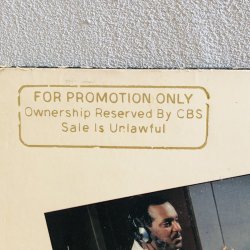 FOR PROMOTION ONLY
Ownership Reserved By CBS
Sale Is Unlawful